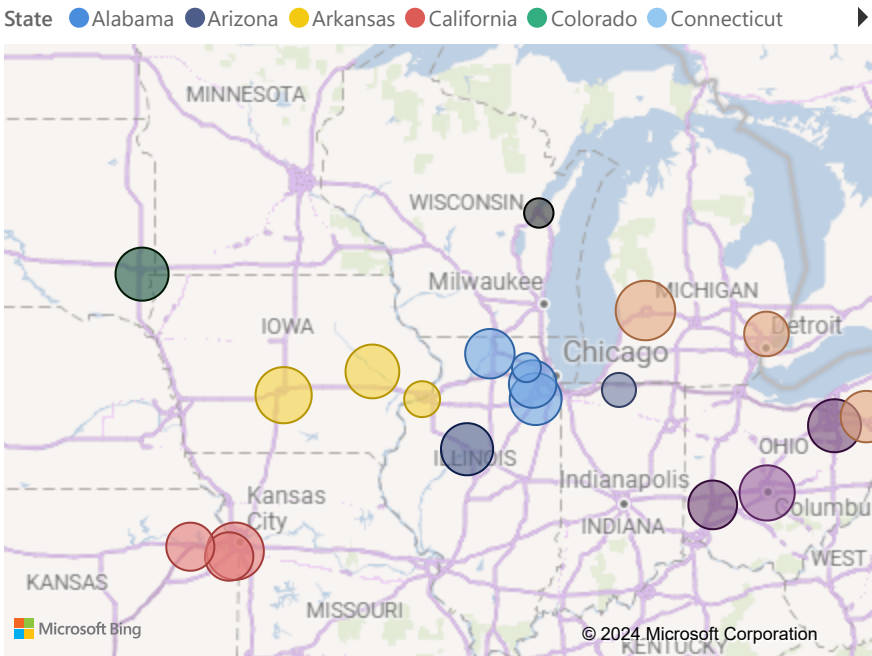 State Alabama Arizona Arkansas California Colorado Connecticut
MINNESOTA
WISCONSIN
Milwaukee
MICHIGAN
IOWA
Detroit
Chicago
OHIO
ILLINOIS
Indianapolis
Kansas
City
Columbu
INDIANA
WEST
KANSAS
MISSOURI
Microsoft Bing
© 2024 Microsoft Corporation
KENTUCKY